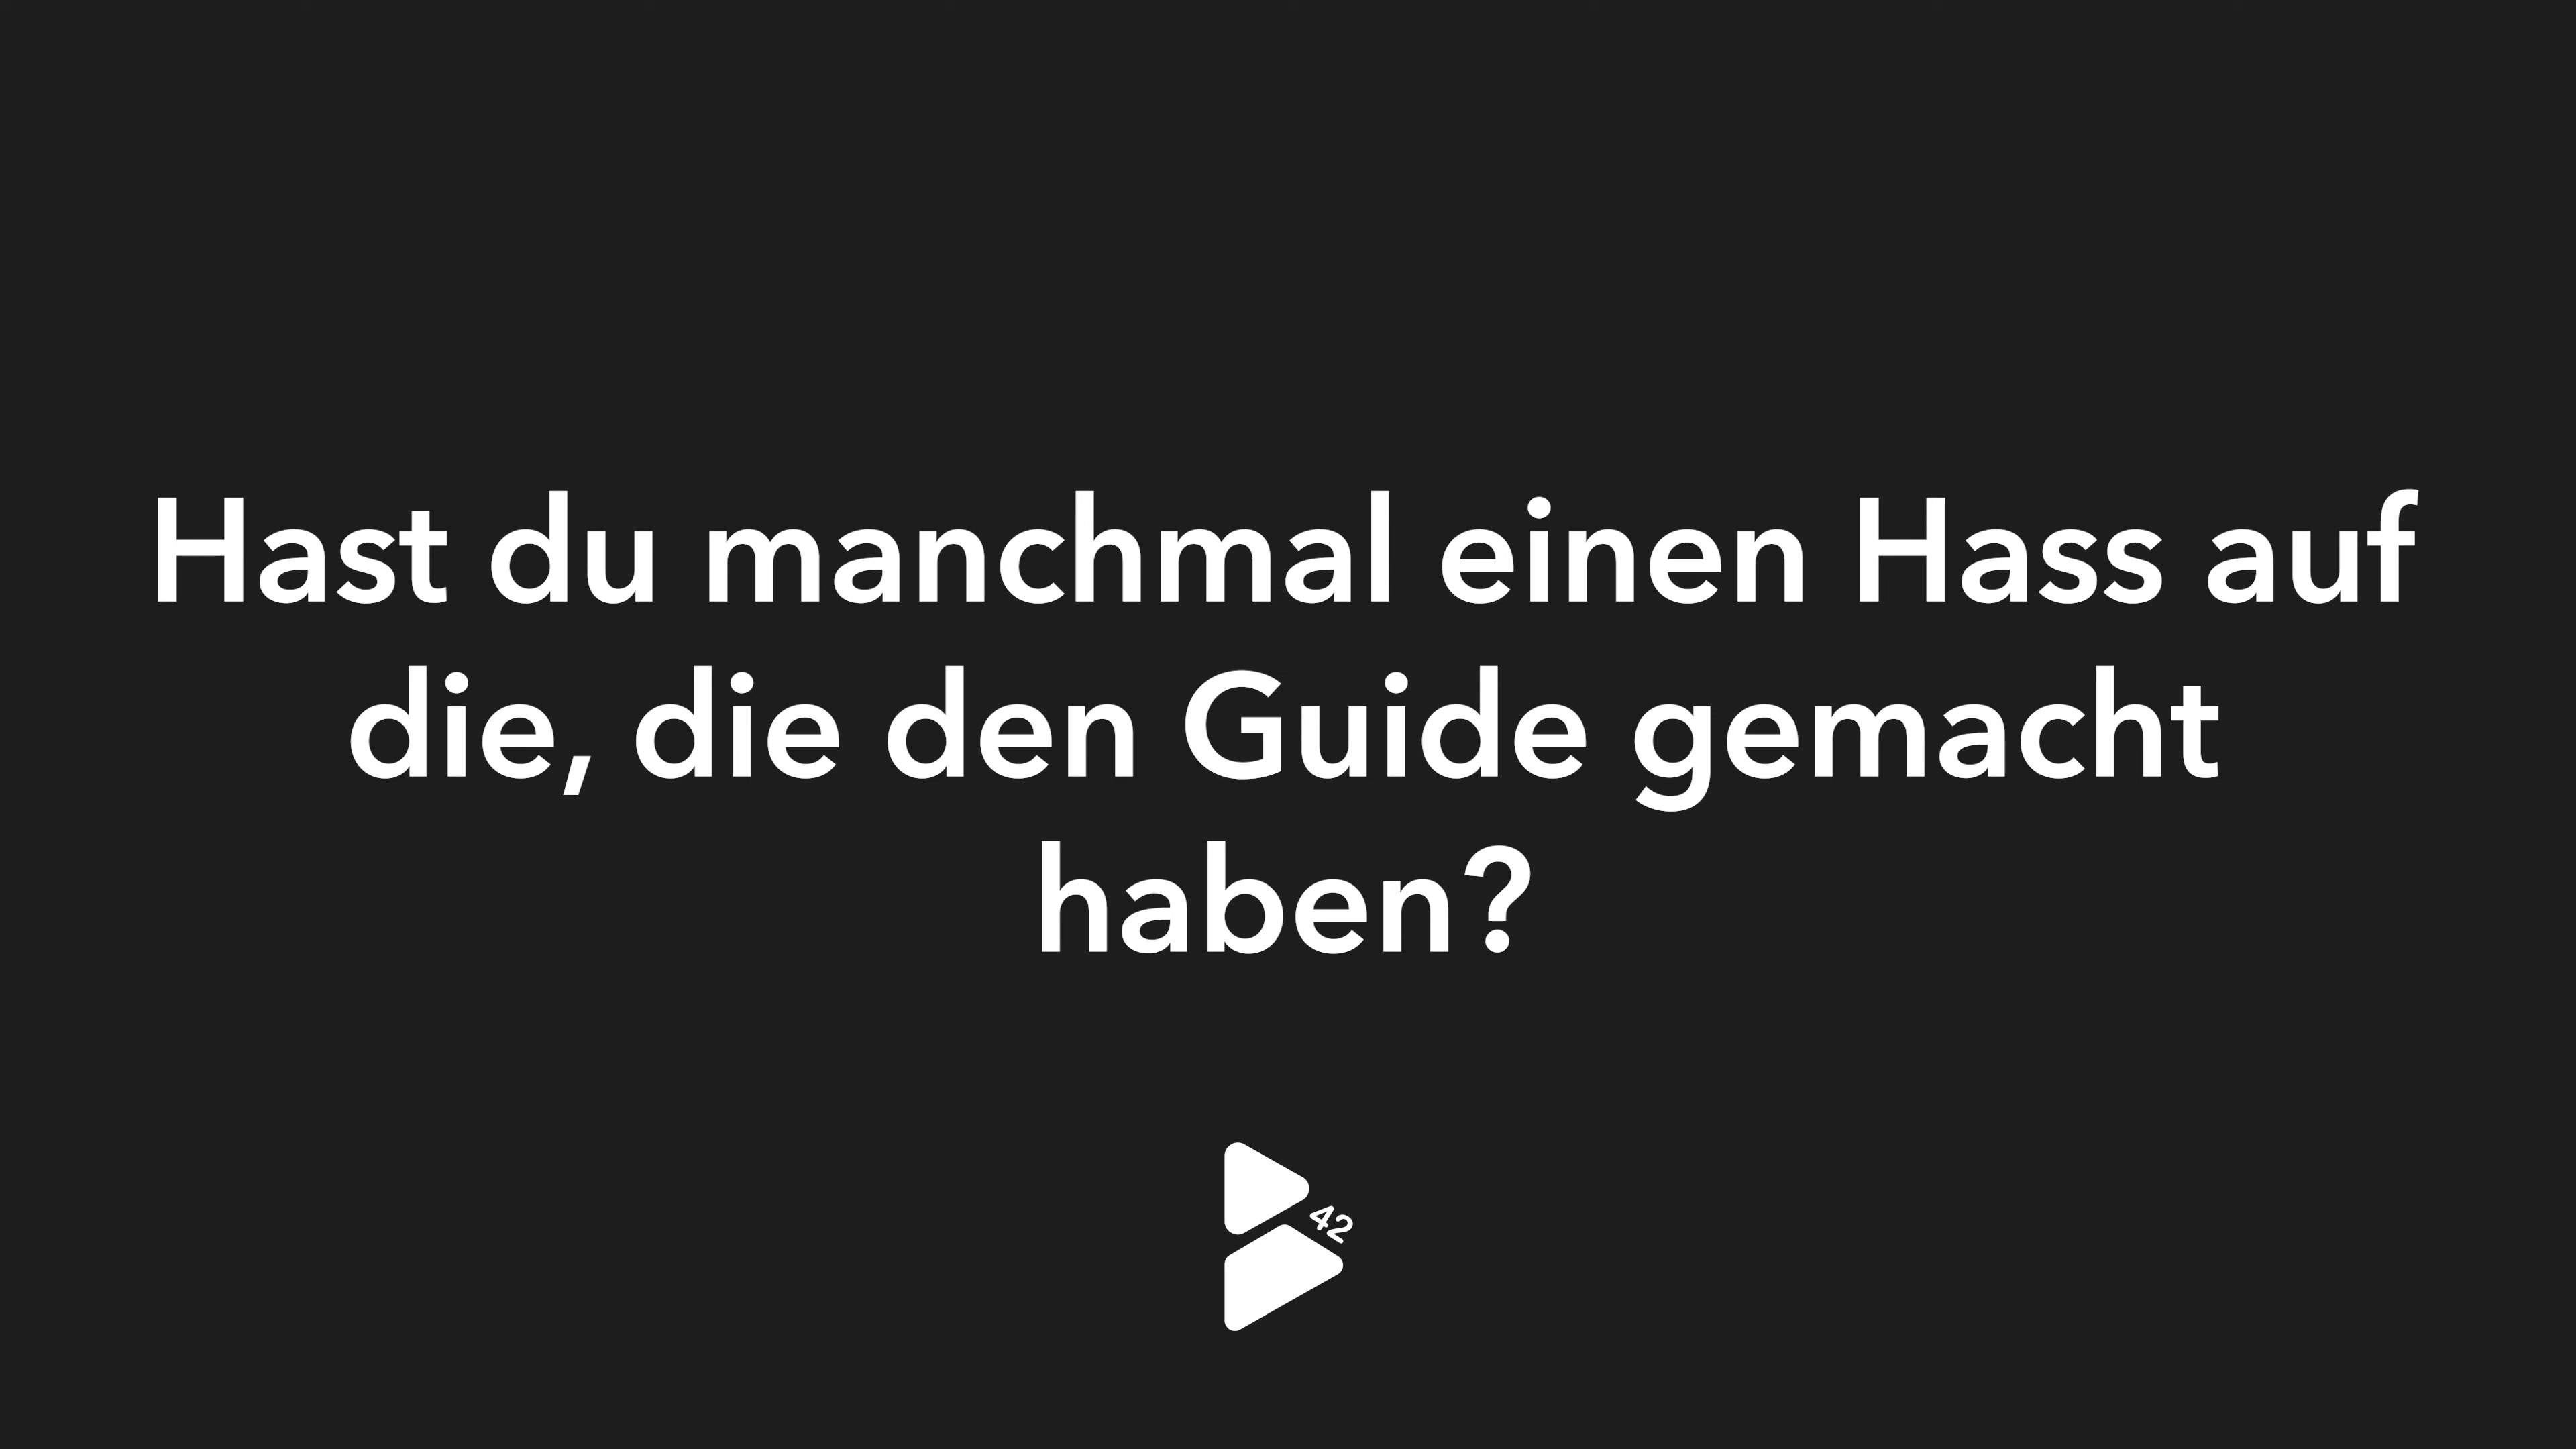 Hast du manchmal einen Hass auf
die, die den Guide gemacht
haben?
42